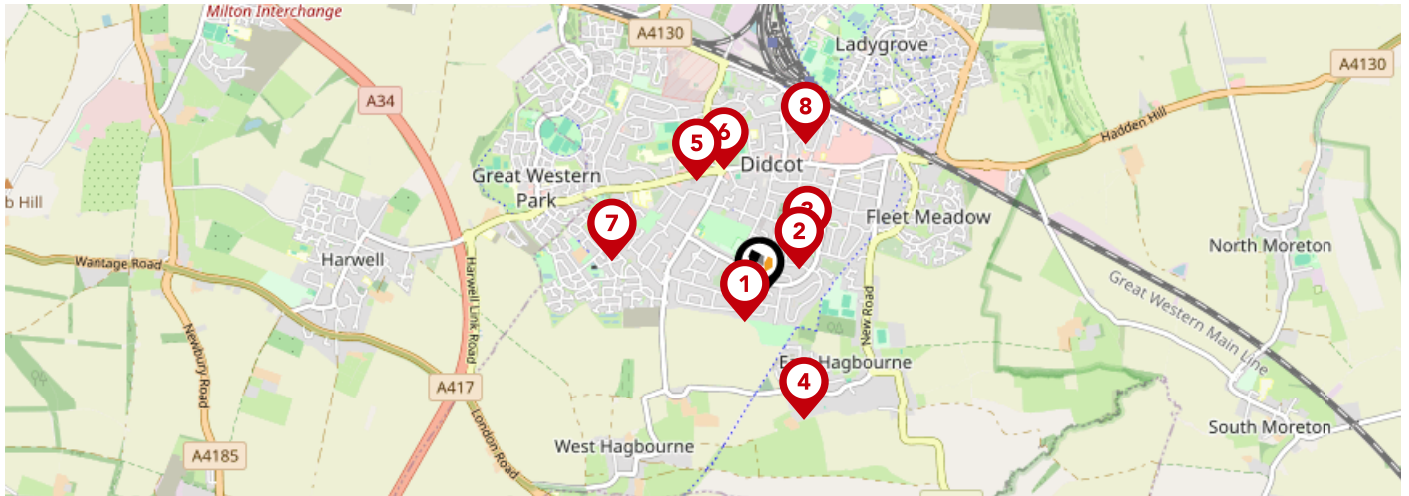 Milton Interchange
A4130
Ladygrove
A4130
A34
8
Hadden Hill
6
5
Didcot
Great Western
Park
b Hill
7
2
Fleet Meadow
North Moreton
Wantage Road
Harwell
Harwell Link Road
1
Great Western Main Line
New Road
Newbury Road
Hagbourne
4
A417
London Road
West Hagbourne
South Moreton
A4185